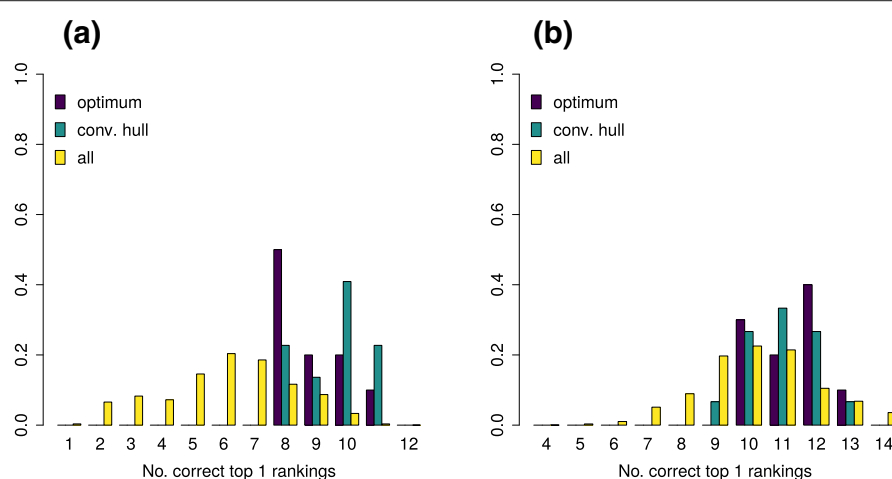 (a)
1.0
0.8
0.6
0.4
0.2
0.0
optimum
conv. hull
all
1 2 3 4 5 6 7 8 9 10 12
No. correct top 1 rankings
(b)
1.0
0.8
0.6
0.4
0.2
0.0
optimum
conv. hull
all
4 5 6 7 8 9 10 11 12 13 14
No. correct top 1 rankings